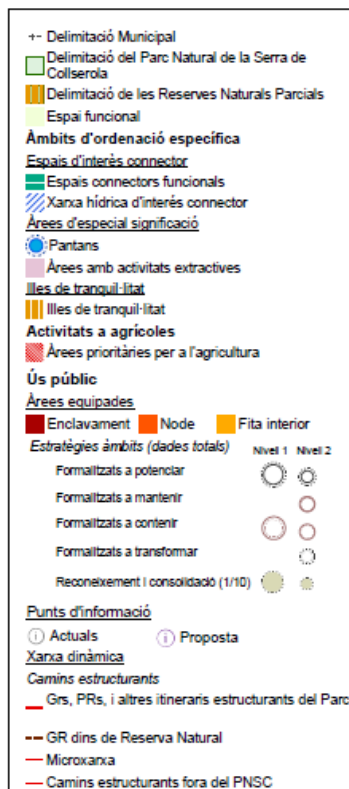 Delimitació Municipal
Delimitació del Parc Natural de la Serra de
Collserola
Delimitació de les Reserves Naturals Parcials
Espai funcional
Àmbits d'ordenació específica
Espais d'interès connector
Espais connectors funcionals
Xarxa hídrica d'interés connector
Àrees d'especial significació
Pantans
Àrees amb activitats extractives
Illes de tranquil·litat
Illes de tranquil·litat
Activitats a agrícoles
Àrees prioritàries per a l'agricultura
Ús públic
Àrees equipades
Enclavament Node Fita interior
Estratègies àmbits (dades totals) Nivell 1 Nivell 2
Formalitzats a potenciar
Formalitzats a mantenir
Formalitzats a contenir
Formalitzats a transformar
Reconeixement i consolidació (1/10)
Punts d'informació
Actuals Proposta
Xarxa dinàmica
Camins estructurants
Grs, PRs, i altres itineraris estructurants del Parc
GR dins de Reserva Natural
Microxarxa
Camins estructurants fora del PNSC